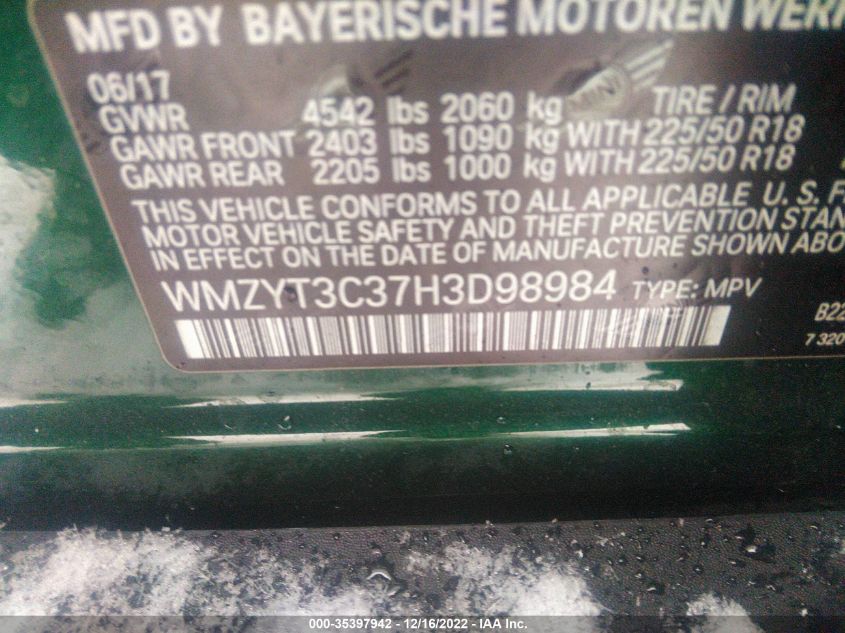 MFD BY BAYERISCHE MOTOREN WER
06/17
GVWR 4542 lbs 2060 kg TIRE / RIM
GAWR FRONT 2403 lbs 1090 kg WITH 225/50 R18
GAWR REAR 2205 lbs 1000 kg WITH 225/50 R18
MINI
THIS VEHICLE CONFORMS TO ALL APPLICABLE U. S. F
MOTOR VEHICLE SAFETY AND THEFT PREVENTION STAN
IN EFFECT ON THE DATE OF MANUFACTURE SHOWN ABO
WMZYT3C37H3D98984 TYPE: MPV
B22
7 320
000-35397942 - 12/16/2022 - IAA Inc.